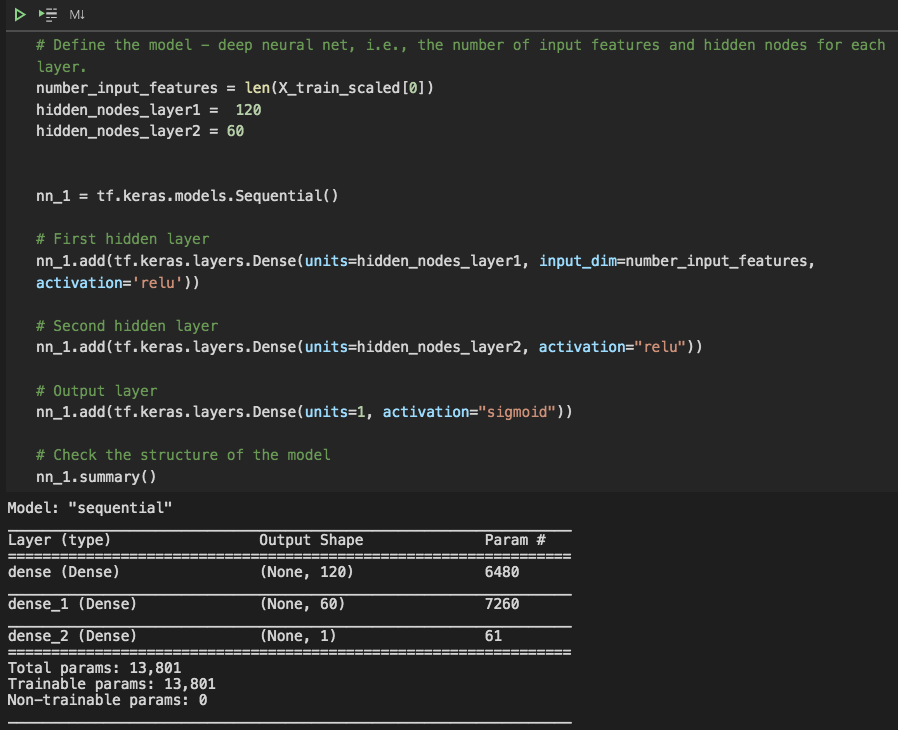 M↓
# Define the model – deep neural net, i.e., the number of input features and hidden nodes for each
layer.
number_input_features = len(X_train_scaled[0])
hidden_nodes_layer1 =  120
hidden_nodes_layer2 = 60
nn_1 = tf.keras.models.Sequential()
# First hidden layer
nn_1.add(tf.keras.layers.Dense(units=hidden_nodes_layer1, input_dim=number_input_features,
activation='relu'))
# Second hidden layer
nn_1.add(tf.keras.layers.Dense(units=hidden_nodes_layer2, activation="relu"))
# Output layer
nn_1.add(tf.keras.layers.Dense(units=1, activation="sigmoid"))
# Check the structure of the model
nn_1.summary()
Model: "sequential"
Layer (type) Output Shape Param #
dense (Dense) (None, 120) 6480
dense_1 (Dense) (None, 60) 7260
dense_2 (Dense) (None, 1) 61
Total params: 13,801
Trainable params: 13,801
Non-trainable params: 0